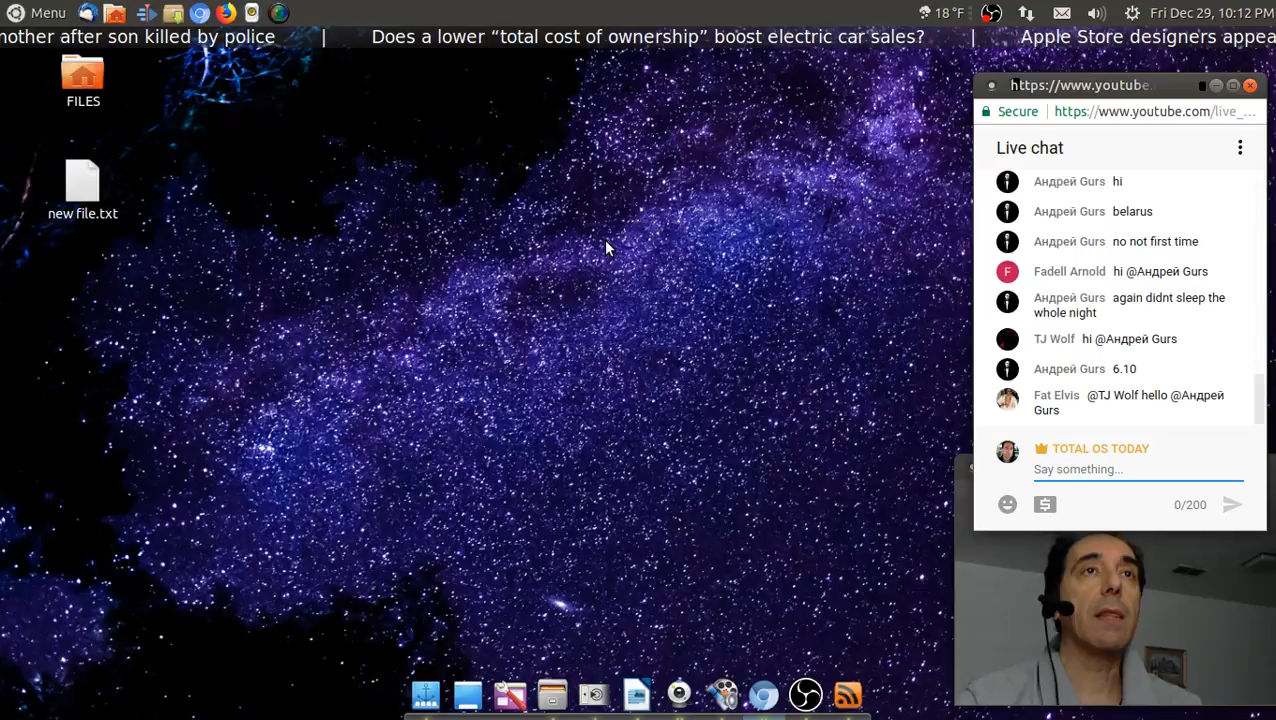 Menu
18 °F
Fri Dec 29, 10:12 PM
nother after son killed by police | Does a lower “total cost of ownership” boost electric car sales? | Apple Store designers appea
FILES
new file.txt
https://www.youtube.
Secure https://www.youtube.com/live_...
Live chat
Андрей Gurs hi
Андрей Gurs belarus
Андрей Gurs no not first time
Fadell Arnold hi @Андрей Gurs
Андрей Gurs again didnt sleep the
whole night
TJ Wolf hi @Андрей Gurs
Андрей Gurs 6.10
Fat Elvis @TJ Wolf hello @Андрей
Gurs
TOTAL OS TODAY
Say something...
0/200